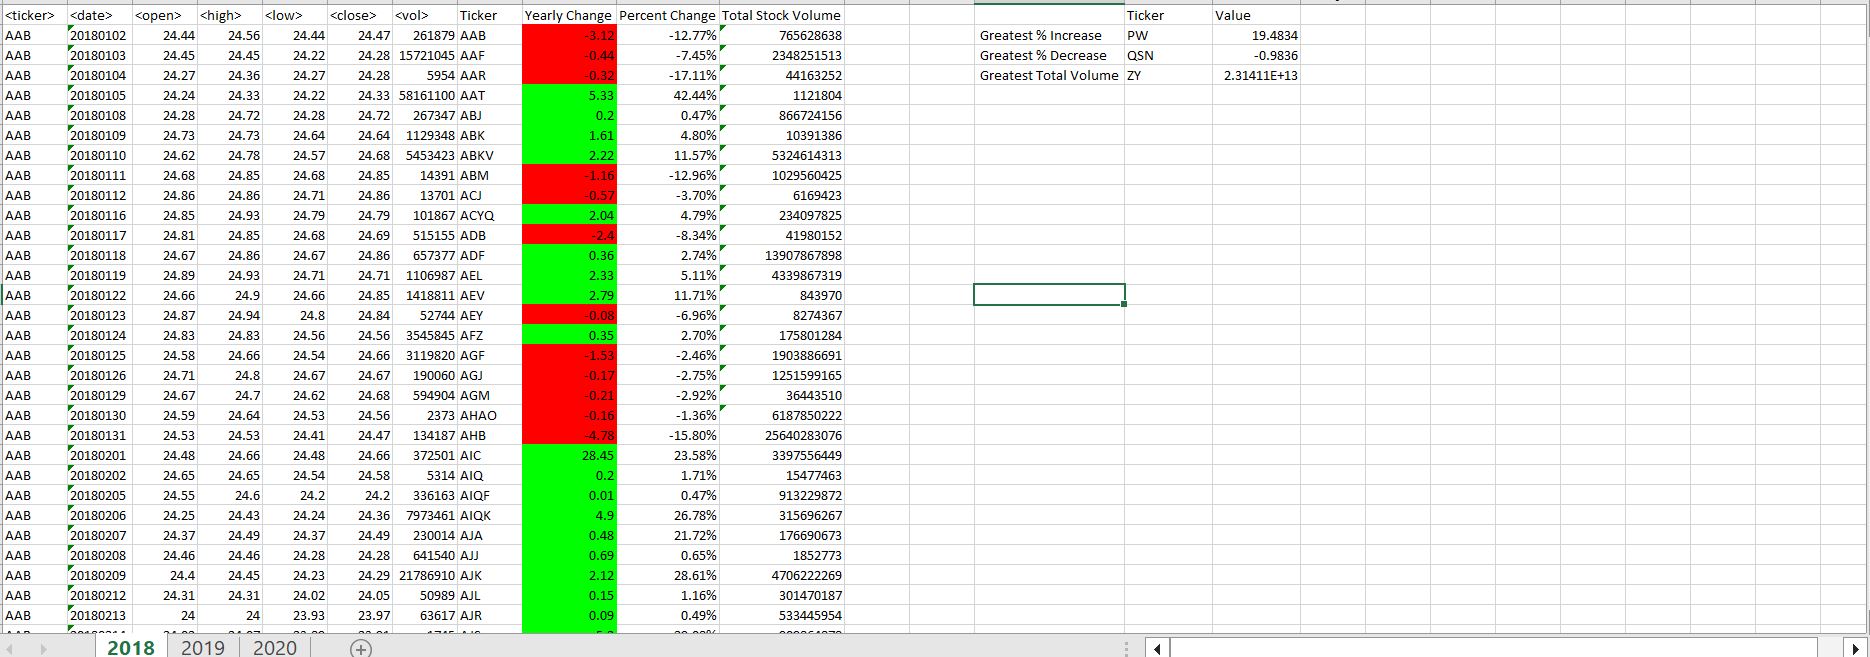 <ticker> <date> <open> <high> <low> <close> <vol> Ticker Yearly Change Percent Change Total Stock Volume Ticker Value
AAB 20180102 24.44 24.56 24.44 24.47 261879 AAB -3.12 -12.77% 765628638 Greatest % Increase PW 19.4834
AAB 20180103 24.45 24.45 24.22 24.28 15721045 AAF -0.44 -7.45% 2348251513 Greatest % Decrease QSN -0.9836
AAB 20180104 24.27 24.36 24.27 24.28 5954 AAR -0.32 -17.11% 44163252 Greatest Total Volume ZY 2.31411E+13
AAB 20180105 24.24 24.33 24.22 24.33 58161100 AAT 5.33 42.44% 1121804
AAB 20180108 24.28 24.72 24.28 24.72 267347 ABJ 0.2 0.47% 866724156
AAB 20180109 24.73 24.73 24.64 24.64 1129348 ABK 1.61 4.80% 10391386
AAB 20180110 24.62 24.78 24.57 24.68 5453423 ABKV 2.22 11.57% 5324614313
AAB 20180111 24.68 24.85 24.68 24.85 14391 ABM -1.16 -12.96% 1029560425
AAB 20180112 24.86 24.86 24.71 24.86 13701 ACJ -0.57 -3.70% 6169423
AAB 20180116 24.85 24.93 24.79 24.79 101867 ACYQ 2.04 4.79% 234097825
AAB 20180117 24.81 24.85 24.68 24.69 515155 ADB -2.4 -8.34% 41980152
AAB 20180118 24.67 24.86 24.67 24.86 657377 ADF 0.36 2.74% 13907867898
AAB 20180119 24.89 24.93 24.71 24.71 1106987 AEL 2.33 5.11% 4339867319
AAB 20180122 24.66 24.9 24.66 24.85 1418811 AEV 2.79 11.71% 843970
AAB 20180123 24.87 24.94 24.8 24.84 52744 AEY -0.08 -6.96% 8274367
AAB 20180124 24.83 24.83 24.56 24.56 3545845 AFZ 0.35 2.70% 175801284
AAB 20180125 24.58 24.66 24.54 24.66 3119820 AGF -1.53 -2.46% 1903886691
AAB 20180126 24.71 24.8 24.67 24.67 190060 AGJ -0.17 -2.75% 1251599165
AAB 20180129 24.67 24.7 24.62 24.68 594904 AGM -0.21 -2.92% 36443510
AAB 20180130 24.59 24.64 24.53 24.56 2373 AHAO -0.16 -1.36% 6187850222
AAB 20180131 24.53 24.53 24.41 24.47 134187 AHB -4.78 -15.80% 25640283076
AAB 20180201 24.48 24.66 24.48 24.66 372501 AIC 28.45 23.58% 3397556449
AAB 20180202 24.65 24.65 24.54 24.58 5314 AIQ 0.2 1.71% 15477463
AAB 20180205 24.55 24.6 24.2 24.2 336163 AIQF 0.01 0.47% 913229872
AAB 20180206 24.25 24.43 24.24 24.36 7973461 AIQK 4.9 26.78% 315696267
AAB 20180207 24.37 24.49 24.37 24.49 230014 AJA 0.48 21.72% 176690673
AAB 20180208 24.46 24.46 24.28 24.28 641540 AJJ 0.69 0.65% 1852773
AAB 20180209 24.4 24.45 24.23 24.29 21786910 AJK 2.12 28.61% 4706222269
AAB 20180212 24.31 24.31 24.02 24.05 50989 AJL 0.15 1.16% 301470187
AAB 20180213 24 24 23.93 23.97 63617 AJR 0.09 0.49% 533445954
2018 2019 2020